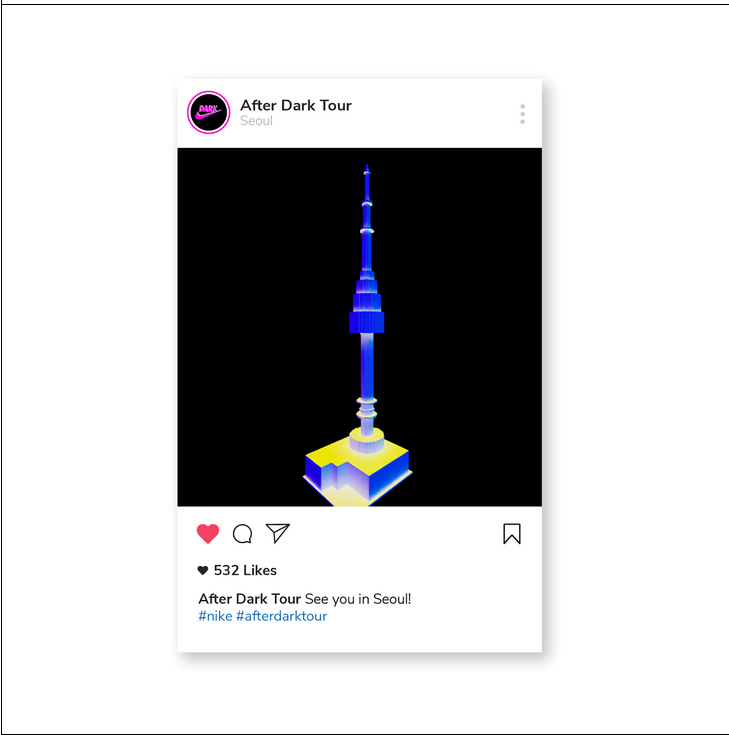 DARK
After Dark Tour
Seoul
532 Likes
After Dark Tour See you in Seoul!
#nike #afterdarktour